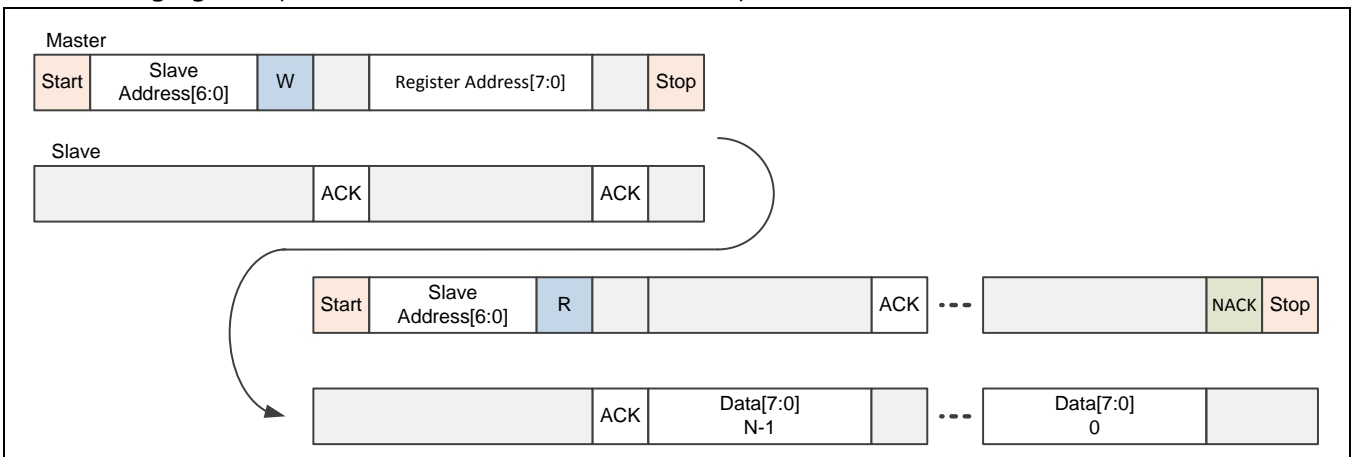 Master
Start Slave Address[6:0] W Register Address[7:0] Stop
Slave
ACK ACK
Start Slave Address[6:0] R ACK NACK Stop
ACK Data[7:0] N-1 Data[7:0] 0